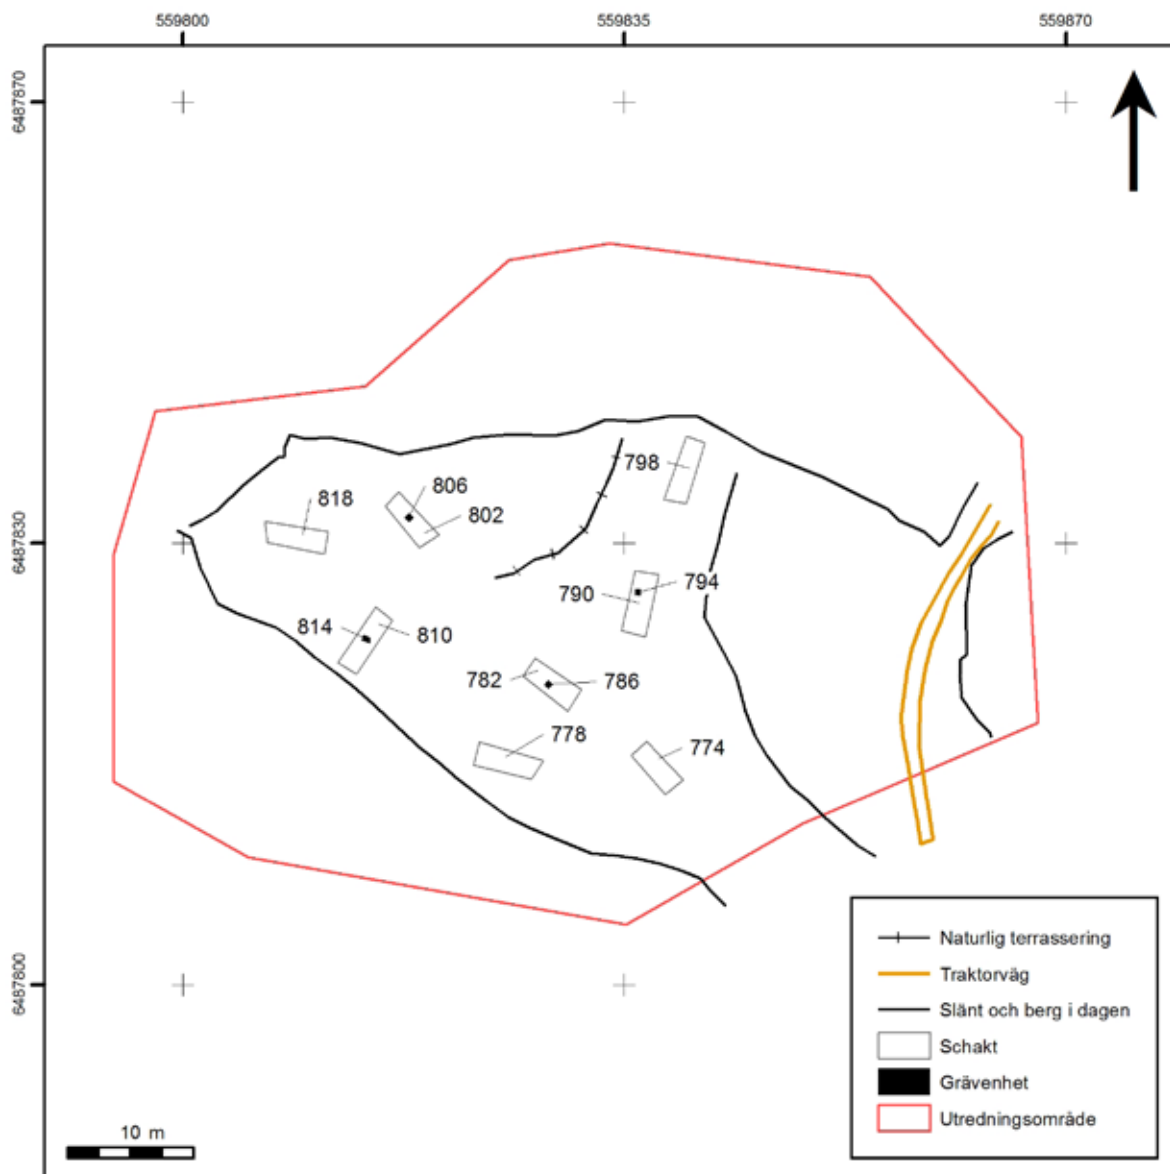 559800
559835
559870
6487870
798
806
818
802
6487830
794
790
814
810
782
786
778
774
Naturlig terrassering
Traktorväg
Slänt och berg i dagen
6487800
Schakt
Grävenhet
Utredningsområde
10 m